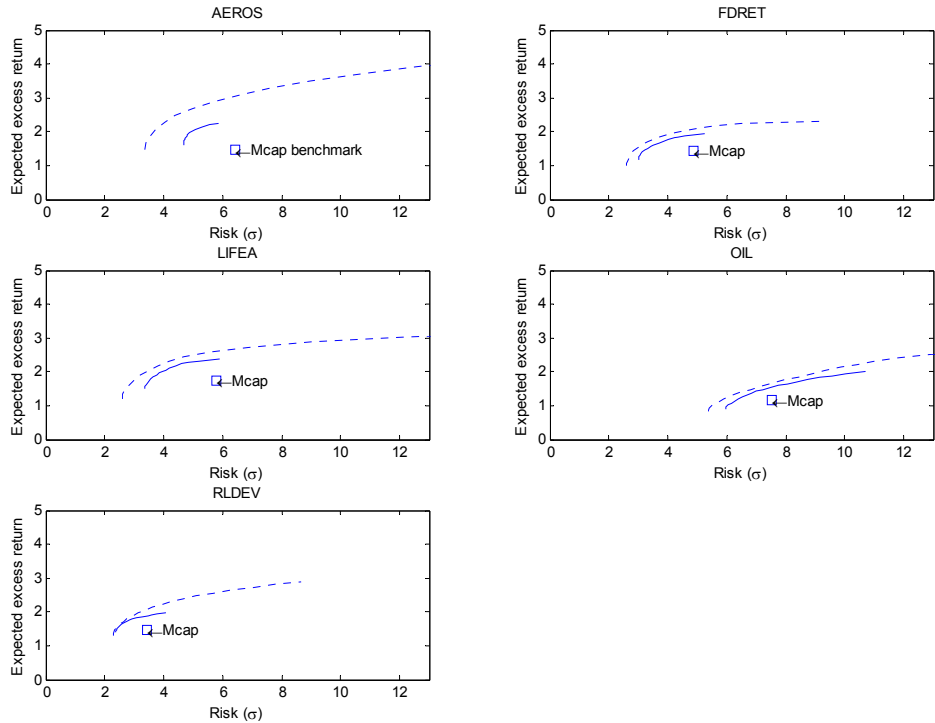 AEROS
Expected excess return
5
4
3
2
1
0
Mcap benchmark
0 2 4 6 8 10 12
Risk (σ)
FDRET
Expected excess return
5
4
3
2
1
0
Mcap
0 2 4 6 8 10 12
Risk (σ)
LIFEA
Expected excess return
5
4
3
2
1
0
Mcap
0 2 4 6 8 10 12
Risk (σ)
OIL
Expected excess return
5
4
3
2
1
0
Mcap
0 2 4 6 8 10 12
Risk (σ)
RLDEV
Expected excess return
5
4
3
2
1
0
Mcap
0 2 4 6 8 10 12
Risk (σ)